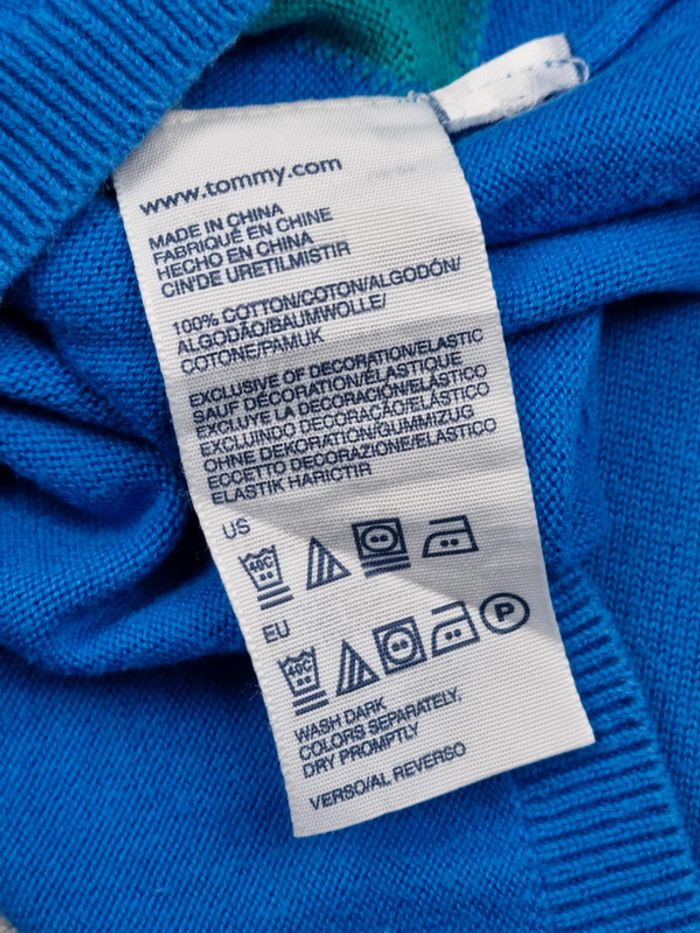 www.tommy.com
MADE IN CHINA
FABRIQUÉ EN CHINE
HECHO EN CHINA
CIN'DE URETILMISTIR
100% COTTON/COTON/ALGODÓN/
ALGODÃO/BAUMWOLLE/
COTONE/PAMUK
EXCLUSIVE OF DECORATION/ELASTIC
SAUF DÉCORATION/ÉLASTIQUE
EXCLUYE LA DECORACIÓN/ELÁSTICO
EXCLUINDO DECORAÇÃO/ELÁSTICO
OHNE DEKORATION/GUMMIZUG
ECCETTO DECORAZIONE/ELASTICO
ELASTIK HARICTIR
US
40C
EU
40C P
WASH DARK
COLORS SEPARATELY,
DRY PROMPTLY
VERSO/AL REVERSO